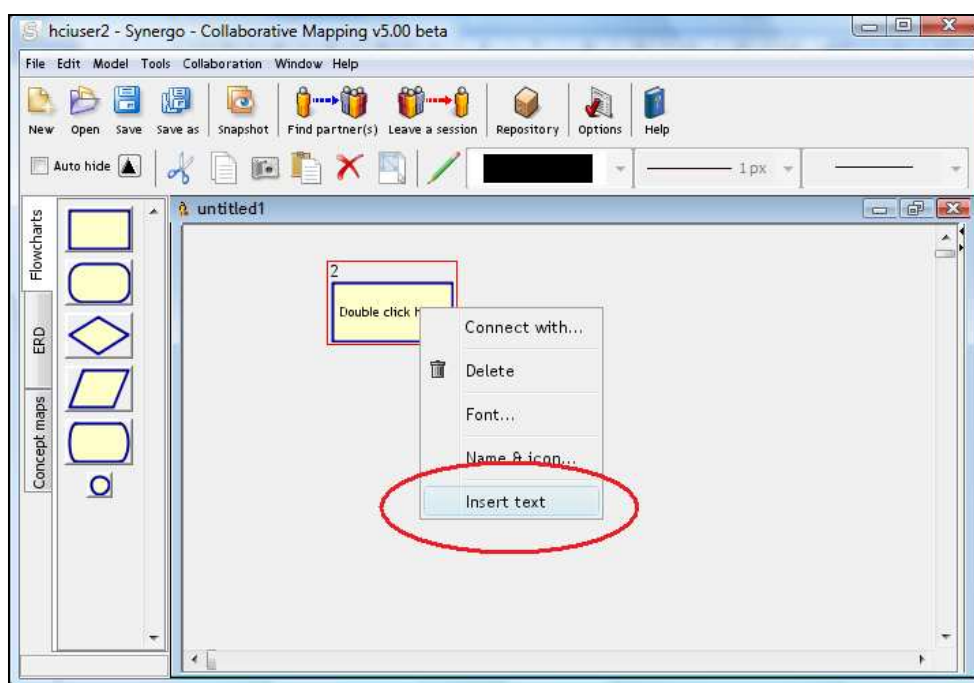 hciuser2 - Synergo - Collaborative Mapping v5.00 beta
File Edit Model Tools Collaboration Window Help
New Open Save Save as Snapshot Find partner(s) Leave a session Repository Options Help
Auto hide 1 px
untitled1
Flowcharts
ERD
Concept maps
2
Double click
Connect with...
Delete
Font...
Name & icon...
Insert text